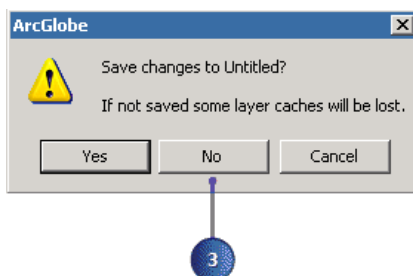 ArcGlobe
Save changes to Untitled?
If not saved some layer caches will be lost.
Yes No Cancel
3